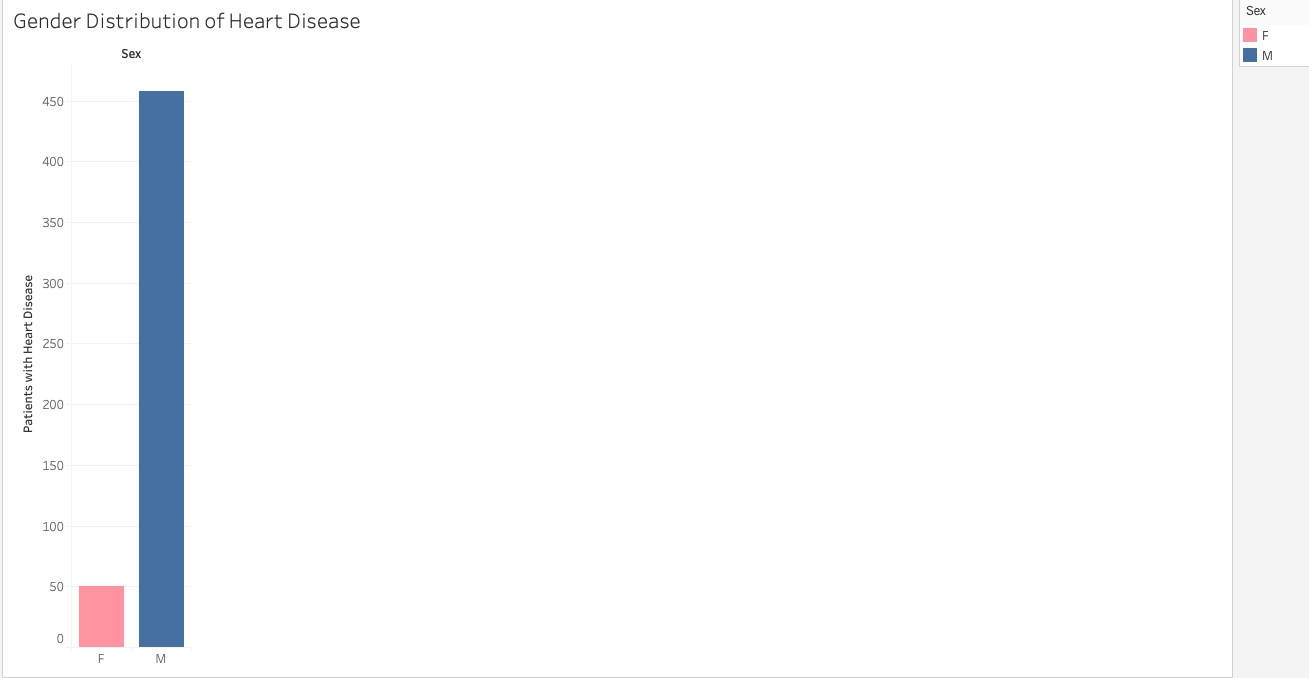 Gender Distribution of Heart Disease
Sex
450
400
350
300
250
200
150
100
50
0
Patients with Heart Disease
F
M
Sex
F
M